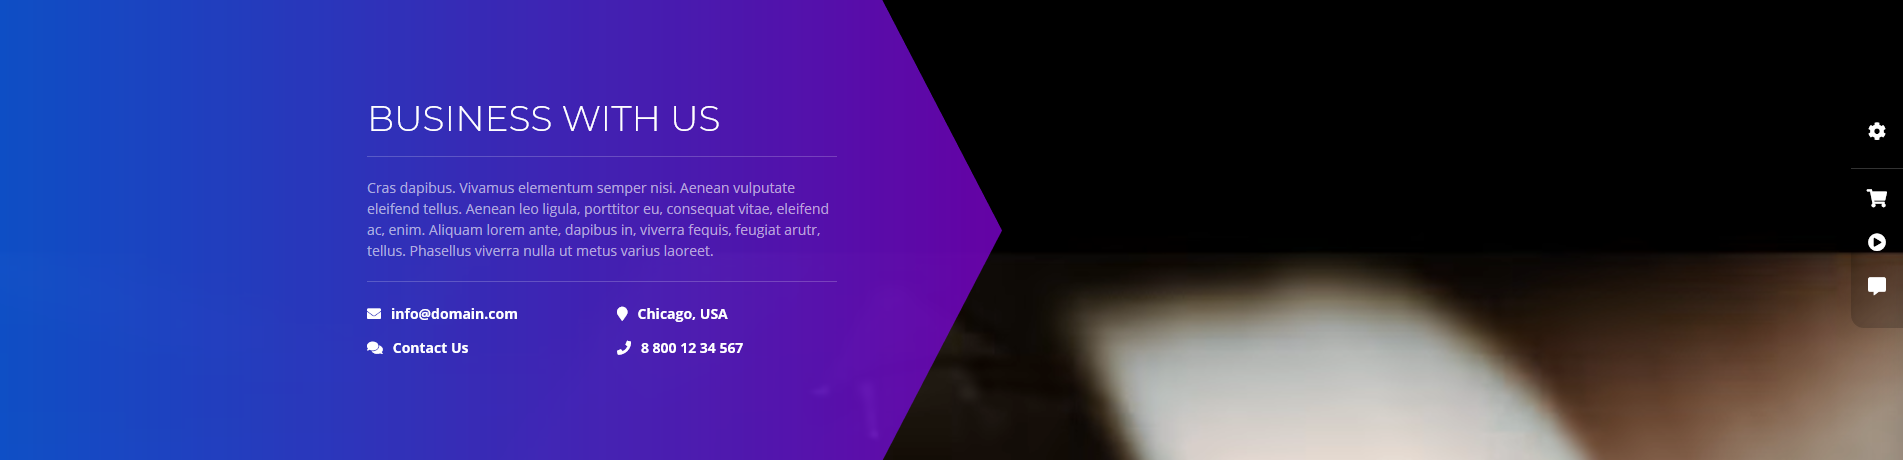 BUSINESS WITH US
Cras dapibus. Vivamus elementum semper nisi. Aenean vulputate
eleifend tellus. Aenean leo ligula, porttitor eu, consequat vitae, eleifend
ac, enim. Aliquam lorem ante, dapibus in, viverra fequis, feugiat arutr,
tellus. Phasellus viverra nulla ut metus varius laoreet.
info@domain.com
Chicago, USA
Contact Us
8 800 12 34 567